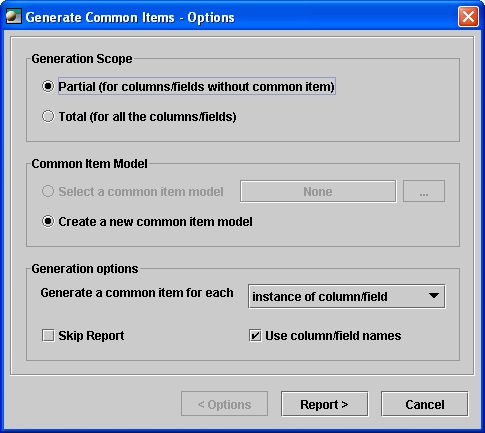 Generate Common Items - Options
Generation Scope
Partial (for columns/fields without common item)
Total (for all the columns/fields)
Common Item Model
Select a common item model None ...
Create a new common item model
Generation options
Generate a common item for each instance of column/field
Skip Report Use column/field names
< Options Report > Cancel